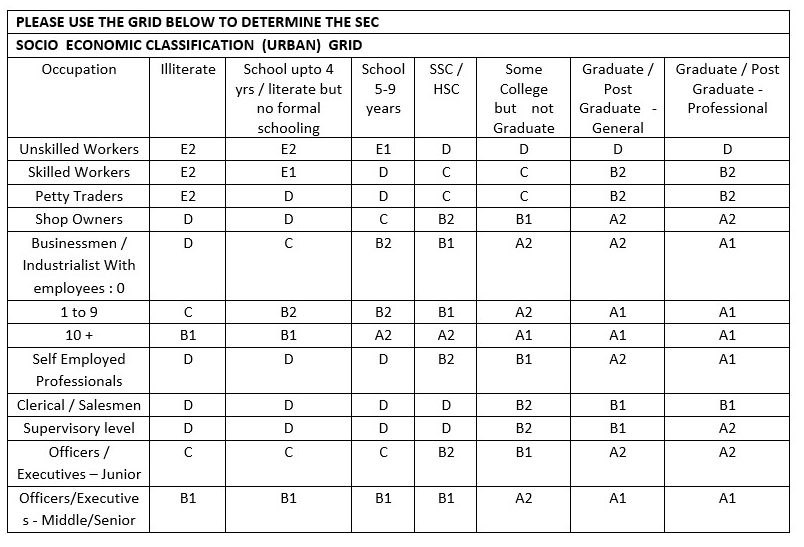 PLEASE USE THE GRID BELOW TO DETERMINE THE SEC
SOCIO ECONOMIC CLASSIFICATION (URBAN) GRID
Occupation Illiterate School upto 4 yrs / literate but no formal schooling School 5-9 years SSC / HSC Some College but not Graduate Graduate / Post Graduate - General Graduate / Post Graduate - Professional
Unskilled Workers E2 E2 E1 D D D D
Skilled Workers E2 E1 D C C B2 B2
Petty Traders E2 D D C C B2 B2
Shop Owners D D C B2 B1 A2 A2
Businessmen / Industrialist With employees : 0 D C B2 B1 A2 A2 A1
1 to 9 C B2 B2 B1 A2 A1 A1
10 + B1 B1 A2 A2 A1 A1 A1
Self Employed Professionals D D D B2 B1 A2 A1
Clerical / Salesmen D D D D B2 B1 B1
Supervisory level D D D D B2 B1 A2
Officers / Executives – Junior C C C B2 B1 A2 A2
Officers/Executives - Middle/Senior B1 B1 B1 B1 A2 A1 A1